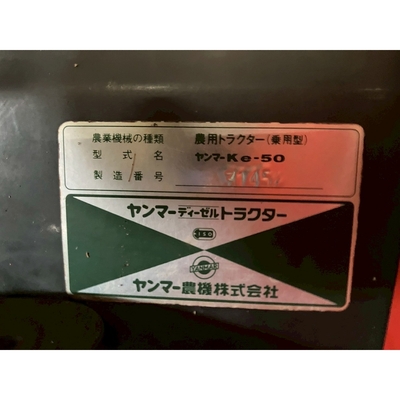 農業機械の種類 農用トラクター(乗用型)
型式名 ヤンマーKe-50
製造番号
ヤンマーディーゼルトラクター
ヤンマー農機株式会社